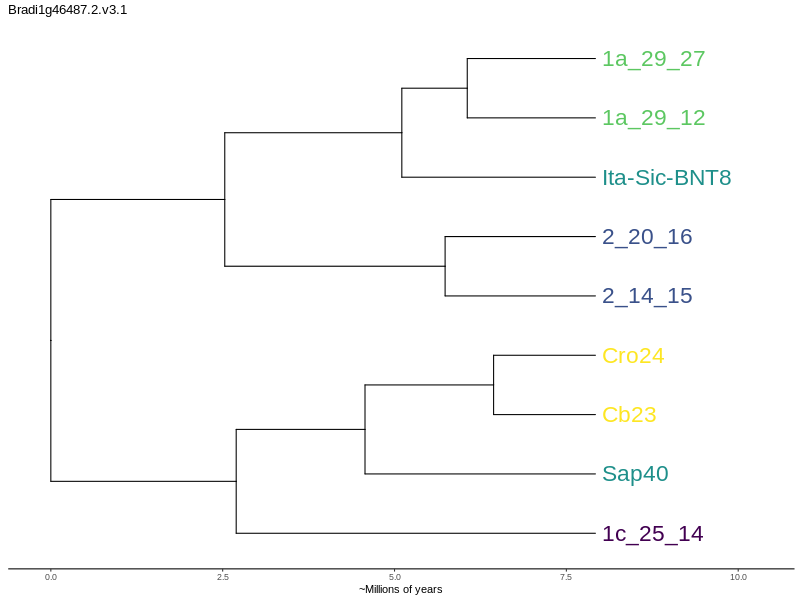 Bradi1g46487.2.v3.1
1a_29_27
1a_29_12
Ita-Sic-BNT8
2_20_16
2_14_15
Cro24
Cb23
Sap40
1c_25_14
0.0 2.5 5.0 7.5 10.0
~Millions of years